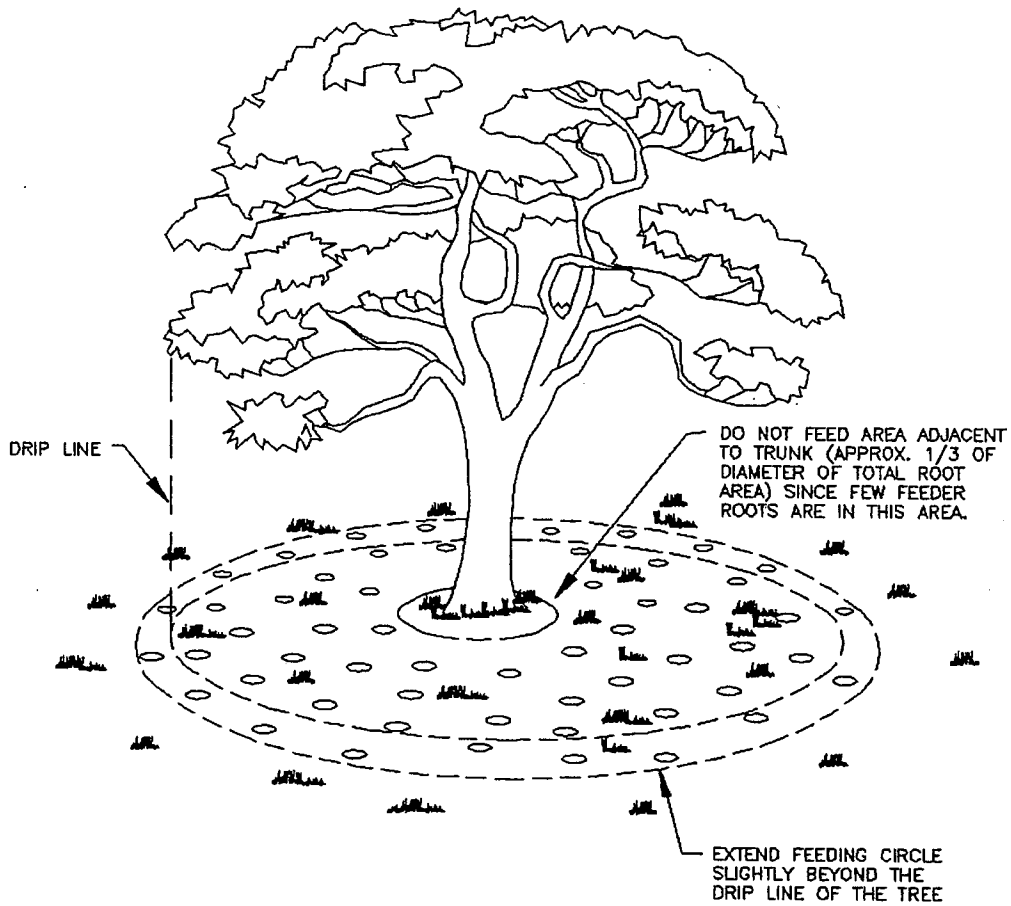 DRIP LINE
DO NOT FEED AREA ADJACENT
TO TRUNK (APPROX. 1/3 OF
DIAMETER OF TOTAL ROOT
AREA) SINCE FEW FEEDER
ROOTS ARE IN THIS AREA.
EXTEND FEEDING CIRCLE
SLIGHTLY BEYOND THE
DRIP LINE OF THE TREE